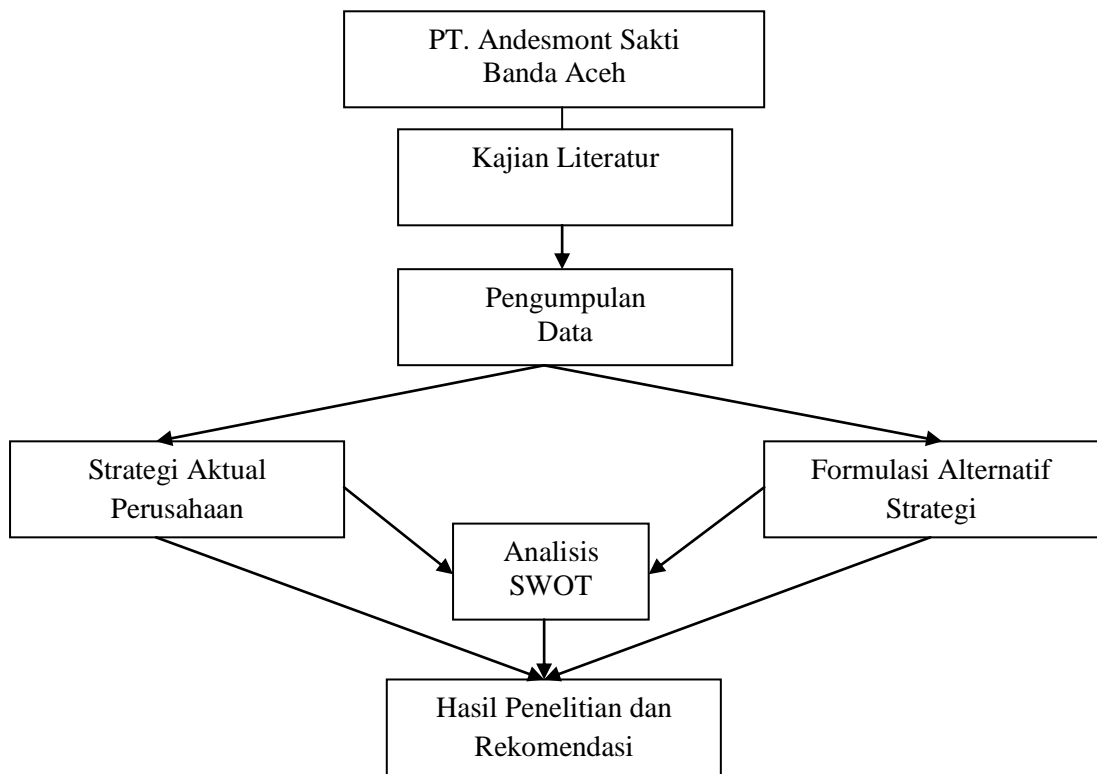 PT. Andesmont Sakti
Banda Aceh
Kajian Literatur
Pengumpulan
Data
Strategi Aktual
Perusahaan
Formulasi Alternatif
Strategi
Analisis
SWOT
Hasil Penelitian dan
Rekomendasi